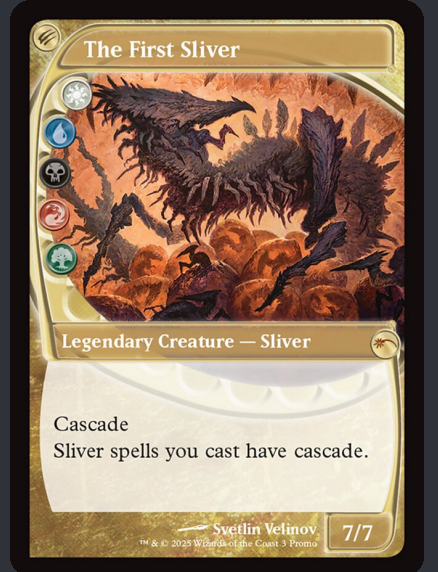 The First Sliver
Legendary Creature — Sliver
Cascade
Sliver spells you cast have cascade.
Svetlin Velinov
™ & © 2025 Wizards of the Coast 3 Promo
7/7